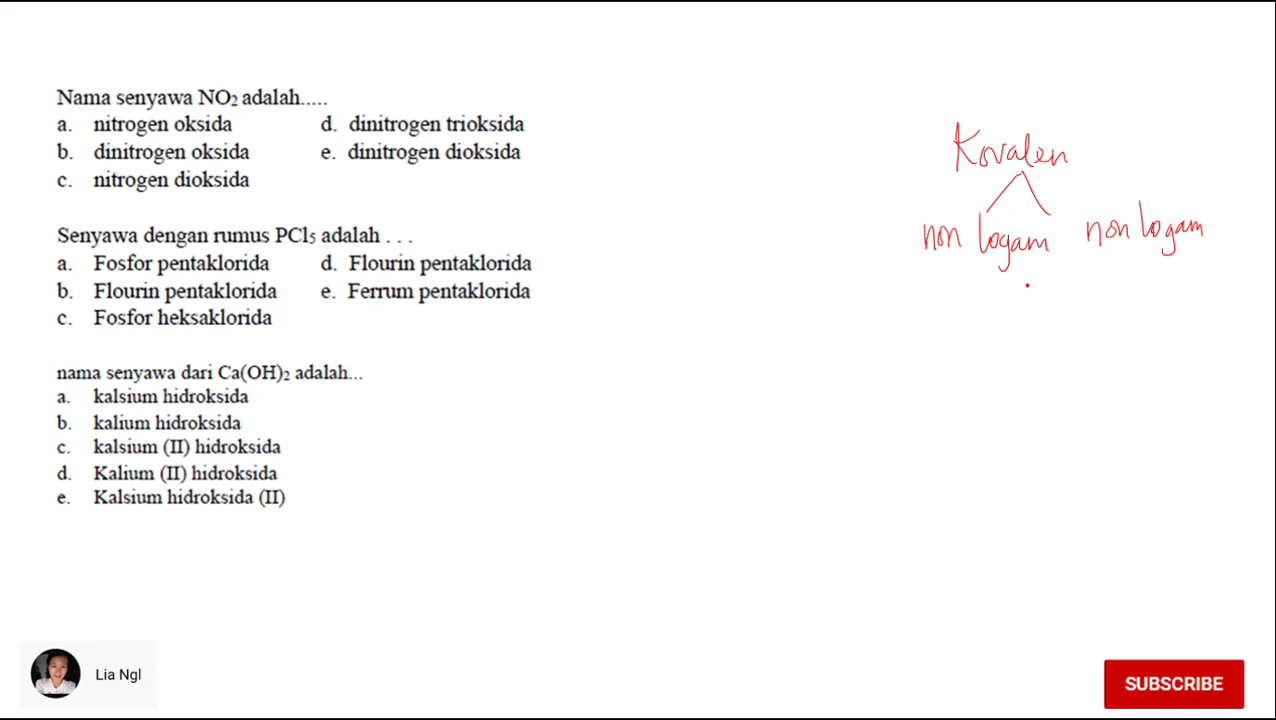 Nama senyawa NO₂ adalah.....
a. nitrogen oksida d. dinitrogen trioksida
b. dinitrogen oksida e. dinitrogen dioksida
c. nitrogen dioksida
Senyawa dengan rumus PCl₅ adalah . . .
a. Fosfor pentaklorida d. Flourin pentaklorida
b. Flourin pentaklorida e. Ferrum pentaklorida
c. Fosfor heksaklorida
nama senyawa dari Ca(OH)₂ adalah...
a. kalsium hidroksida
b. kalium hidroksida
c. kalsium (II) hidroksida
d. Kalium (II) hidroksida
e. Kalsium hidroksida (II)
Kovalen
non logam non logam
Lia Ngl
SUBSCRIBE